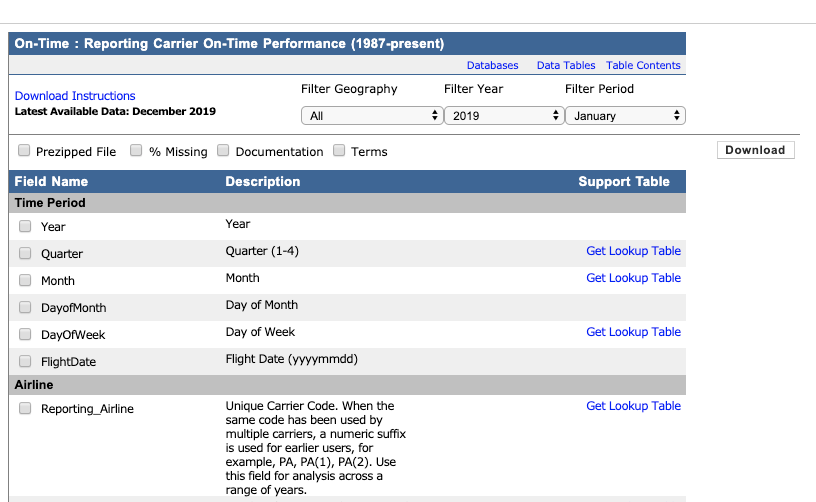 On-Time : Reporting Carrier On-Time Performance (1987-present)
Databases Data Tables Table Contents
Download Instructions
Latest Available Data: December 2019
Filter Geography Filter Year Filter Period
All 2019 January
Prezipped File % Missing Documentation Terms Download
Field Name Description Support Table
Time Period
Year Year
Quarter Quarter (1-4) Get Lookup Table
Month Month Get Lookup Table
DayofMonth Day of Month
DayOfWeek Day of Week Get Lookup Table
FlightDate Flight Date (yyyymmdd)
Airline
Reporting_Airline Unique Carrier Code. When the Get Lookup Table
same code has been used by
multiple carriers, a numeric suffix
is used for earlier users, for
example, PA, PA(1), PA(2). Use
this field for analysis across a
range of years.